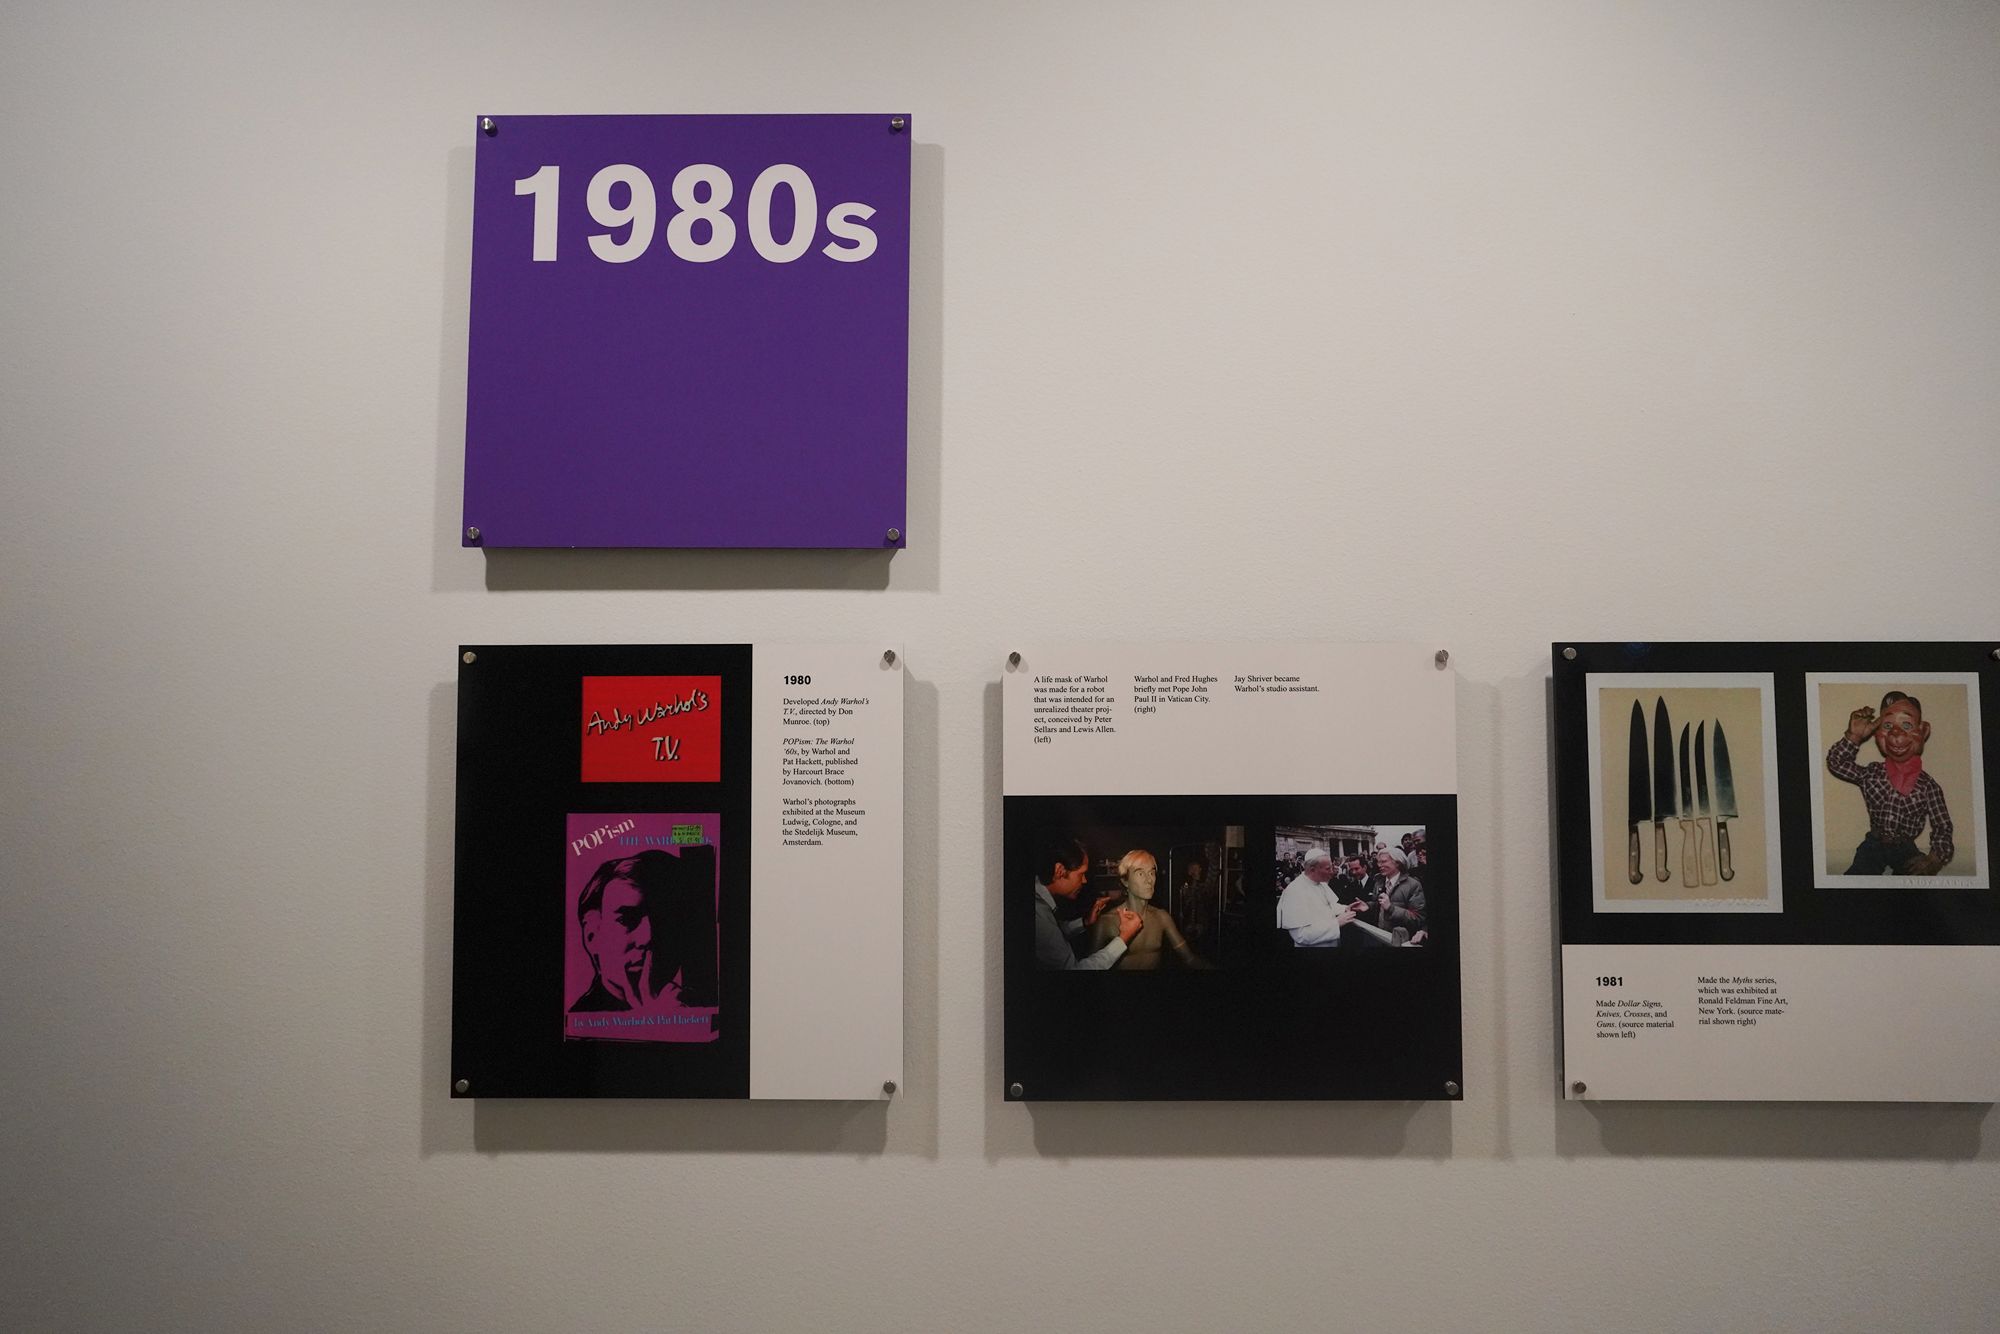 1980s
Andy Warhol's
T.V.
POPism
THE WARHOL '60s
by Andy Warhol & Pat Hackett
1980
Developed Andy Warhol's
T.V., directed by Don
Munroe. (top)
POPism: The Warhol
'60s, by Warhol and
Pat Hackett, published
by Harcourt Brace
Jovanovich. (bottom)
Warhol's photographs
exhibited at the Museum
Ludwig, Cologne, and
the Stedelijk Museum,
Amsterdam.
A life mask of Warhol
was made for a robot
that was intended for an
unrealized theater proj-
ect, conceived by Peter
Sellars and Lewis Allen.
(left)
Warhol and Fred Hughes
briefly met Pope John
Paul II in Vatican City.
(right)
Jay Shriver became
Warhol's studio assistant.
1981
Made Dollar Signs,
Knives, Crosses, and
Guns. (source material
shown left)
Made the Myths series,
which was exhibited at
Ronald Feldman Fine Art,
New York. (source mate-
rial shown right)